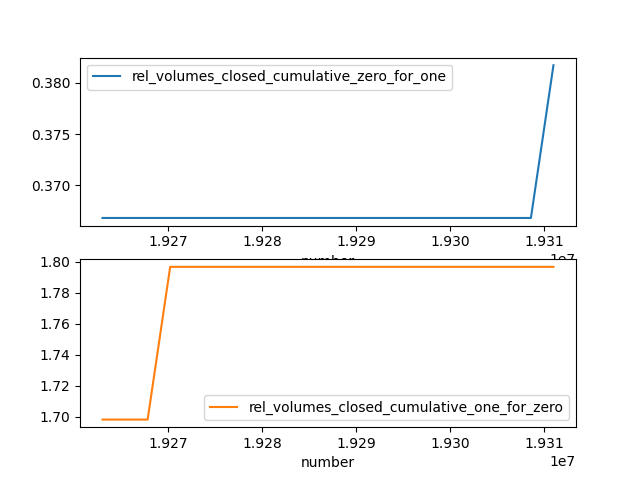 rel_volumes_closed_cumulative_zero_for_one
0.380
0.375
0.370
1.927 1.928 1.929 1.930 1.931
1e7
number
1.80
1.78
1.76
1.74
1.72
1.70
rel_volumes_closed_cumulative_one_for_zero
1.927 1.928 1.929 1.930 1.931
number
1e7